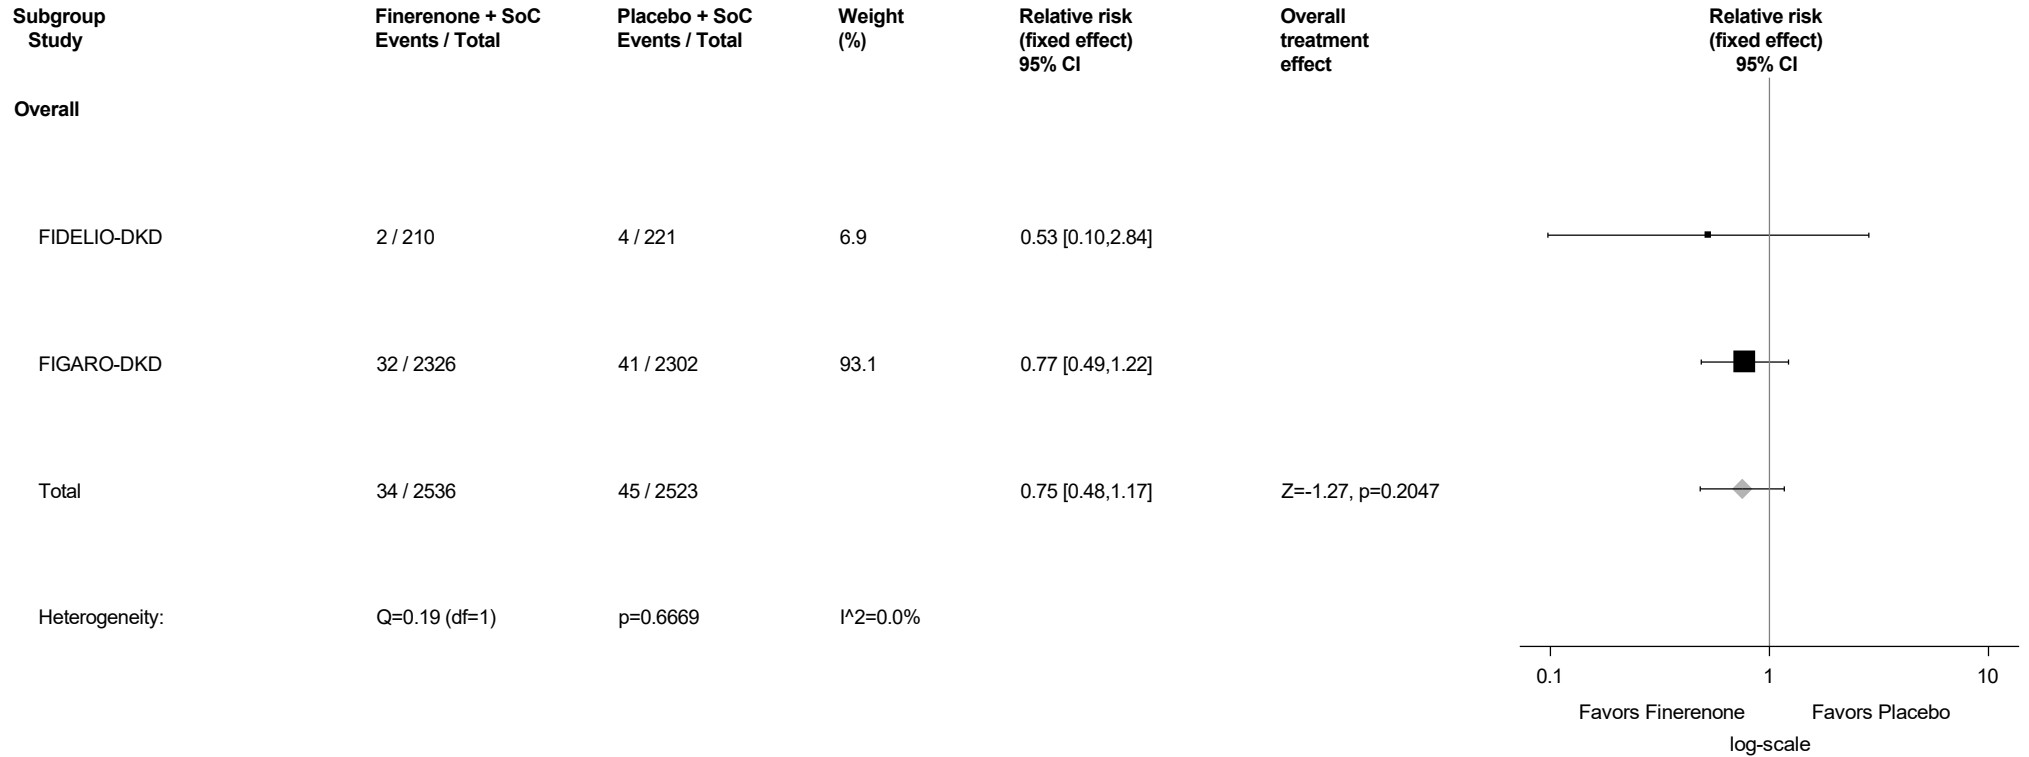 Subgroup Finerenone + SoC Placebo + SoC Weight Relative risk Overall Relative risk
Study Events / Total Events / Total (%) (fixed effect) treatment (fixed effect)
95% CI effect 95% CI
Overall
FIDELIO-DKD 2 / 210 4 / 221 6.9 0.53 [0.10,2.84]
FIGARO-DKD 32 / 2326 41 / 2302 93.1 0.77 [0.49,1.22]
Total 34 / 2536 45 / 2523 0.75 [0.48,1.17] Z=-1.27, p=0.2047
Heterogeneity: Q=0.19 (df=1) p=0.6669 I^2=0.0%
0.1 1 10
Favors Finerenone Favors Placebo
log-scale